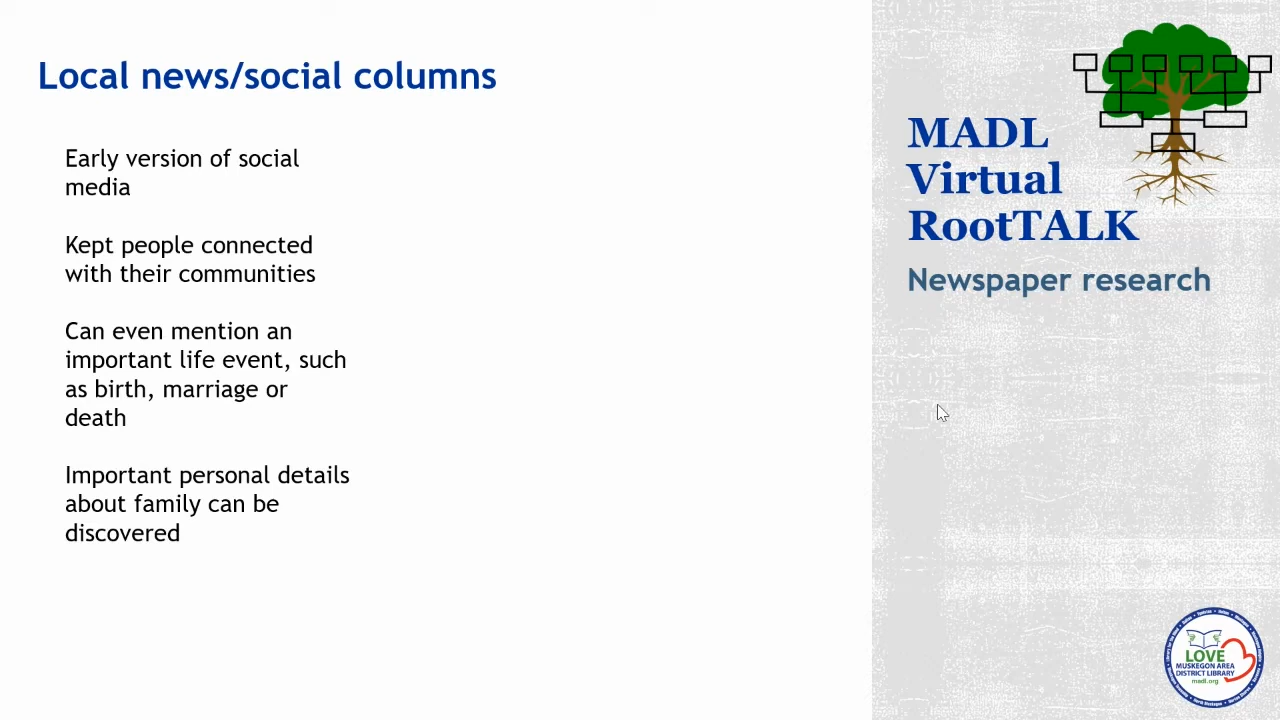 Local news/social columns
Early version of social
media
Kept people connected
with their communities
Can even mention an
important life event, such
as birth, marriage or
death
Important personal details
about family can be
discovered
MADL
Virtual
RootTALK
Newspaper research
LOVE
MUSKEGON AREA
DISTRICT LIBRARY
madl.org